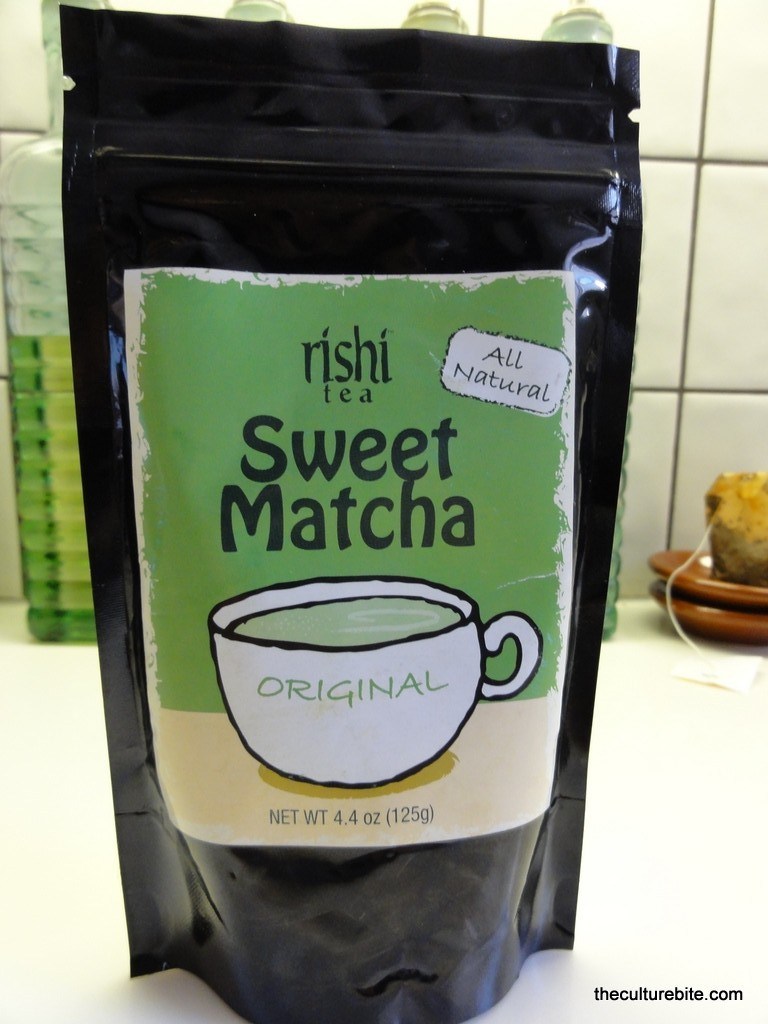 rishi
tea
All
Natural
Sweet
Matcha
ORIGINAL
NET WT 4.4 oz (125g)
theculturebite.com